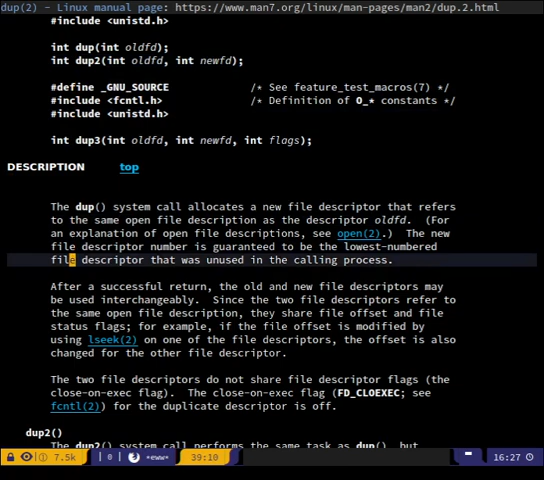 dup(2) - Linux manual page: https://www.man7.org/linux/man-pages/man2/dup.2.html
#include <unistd.h>
int dup(int oldfd);
int dup2(int oldfd, int newfd);
#define _GNU_SOURCE /* See feature_test_macros(7) */
#include <fcntl.h> /* Definition of O_* constants */
#include <unistd.h>
int dup3(int oldfd, int newfd, int flags);
DESCRIPTION top
The dup() system call allocates a new file descriptor that refers
to the same open file description as the descriptor oldfd. (For
an explanation of open file descriptions, see open(2).) The new
file descriptor number is guaranteed to be the lowest-numbered
file descriptor that was unused in the calling process.
After a successful return, the old and new file descriptors may
be used interchangeably. Since the two file descriptors refer to
the same open file description, they share file offset and file
status flags; for example, if the file offset is modified by
using lseek(2) on one of the file descriptors, the offset is also
changed for the other file descriptor.
The two file descriptors do not share file descriptor flags (the
close-on-exec flag). The close-on-exec flag (FD_CLOEXEC; see
fcntl(2)) for the duplicate descriptor is off.
dup2()
The dup2() system call performs the same task as dup(), but
7.5k | 0 *eww* 39:10 16:27